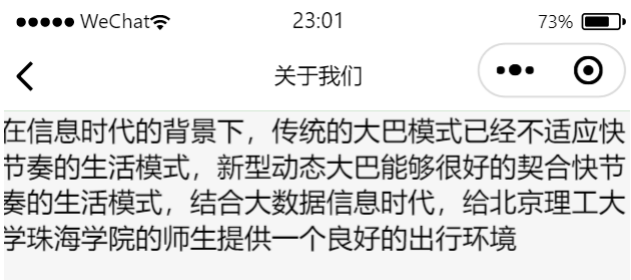 WeChat 23:01 73%
关于我们
在信息时代的背景下，传统的大巴模式已经不适应快
节奏的生活模式，新型动态大巴能够很好的契合快节
奏的生活模式，结合大数据信息时代，给北京理工大
学珠海学院的师生提供一个良好的出行环境